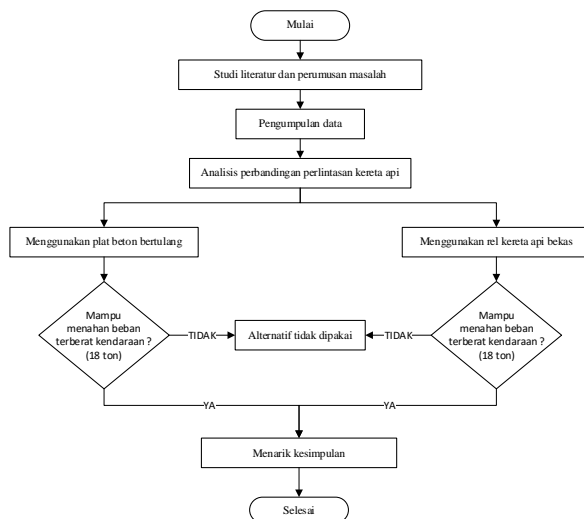 Mulai
Studi literatur dan perumusan masalah
Pengumpulan data
Analisis perbandingan perlintasan kereta api
Menggunakan plat beton bertulang
Menggunakan rel kereta api bekas
Mampu
menahan beban
terberat kendaraan ?
(18 ton)
TIDAK
Alternatif tidak dipakai
TIDAK
Mampu
menahan beban
terberat kendaraan ?
(18 ton)
YA
YA
Menarik kesimpulan
Selesai